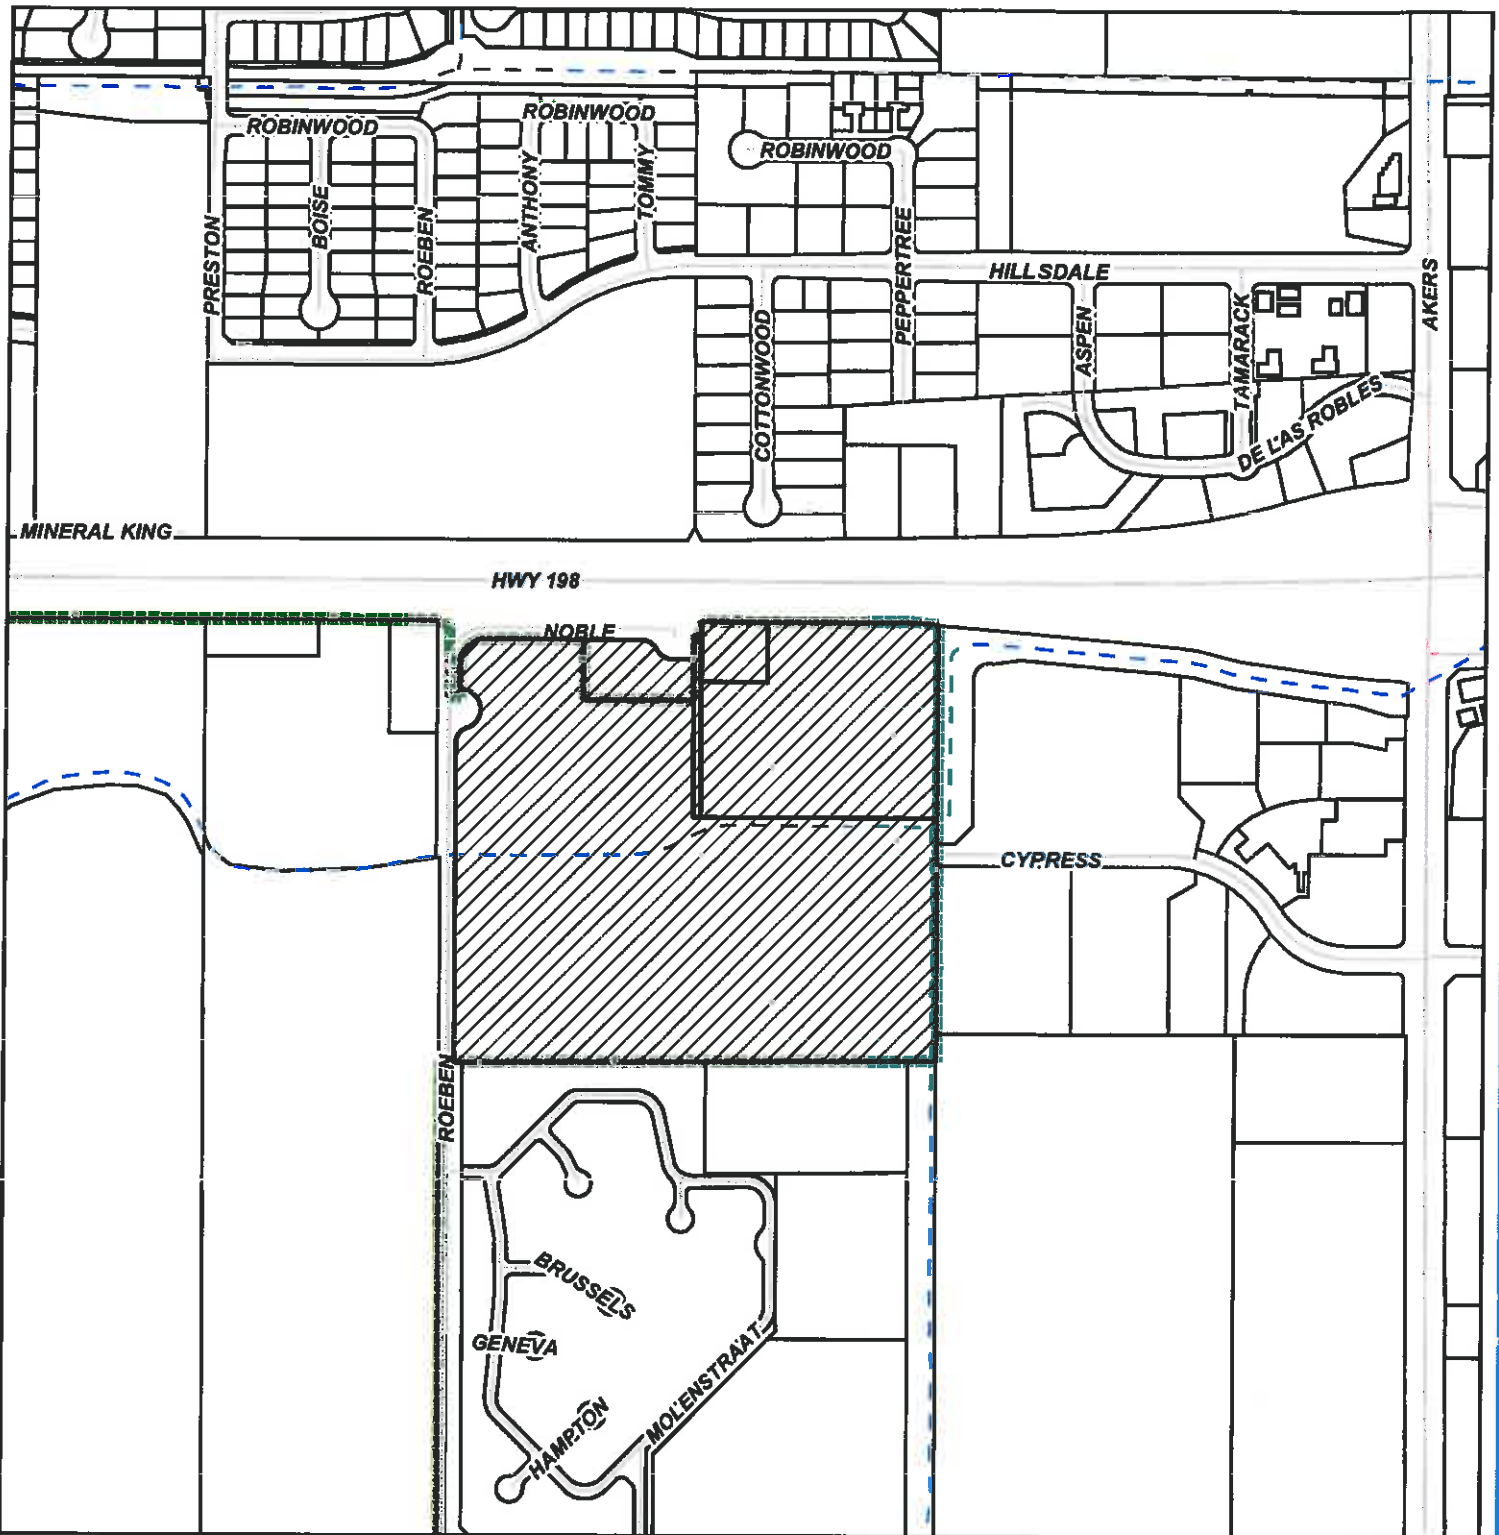 ROBINWOOD
ROBINWOOD
ROBINWOOD
PRESTON
BOISE
ROEBEN
ANTHONY
TOMMY
PEPPERTREE
HILLSDALE
AKERS
COTTONWOOD
ASPEN
TAMARACK
DE LAS ROBLES
MINERAL KING
HWY 198
NOBLE
CYPRESS
ROEBEN
BRUSSELS
GENEVA
HAMPTON
MOLENSTRAAT